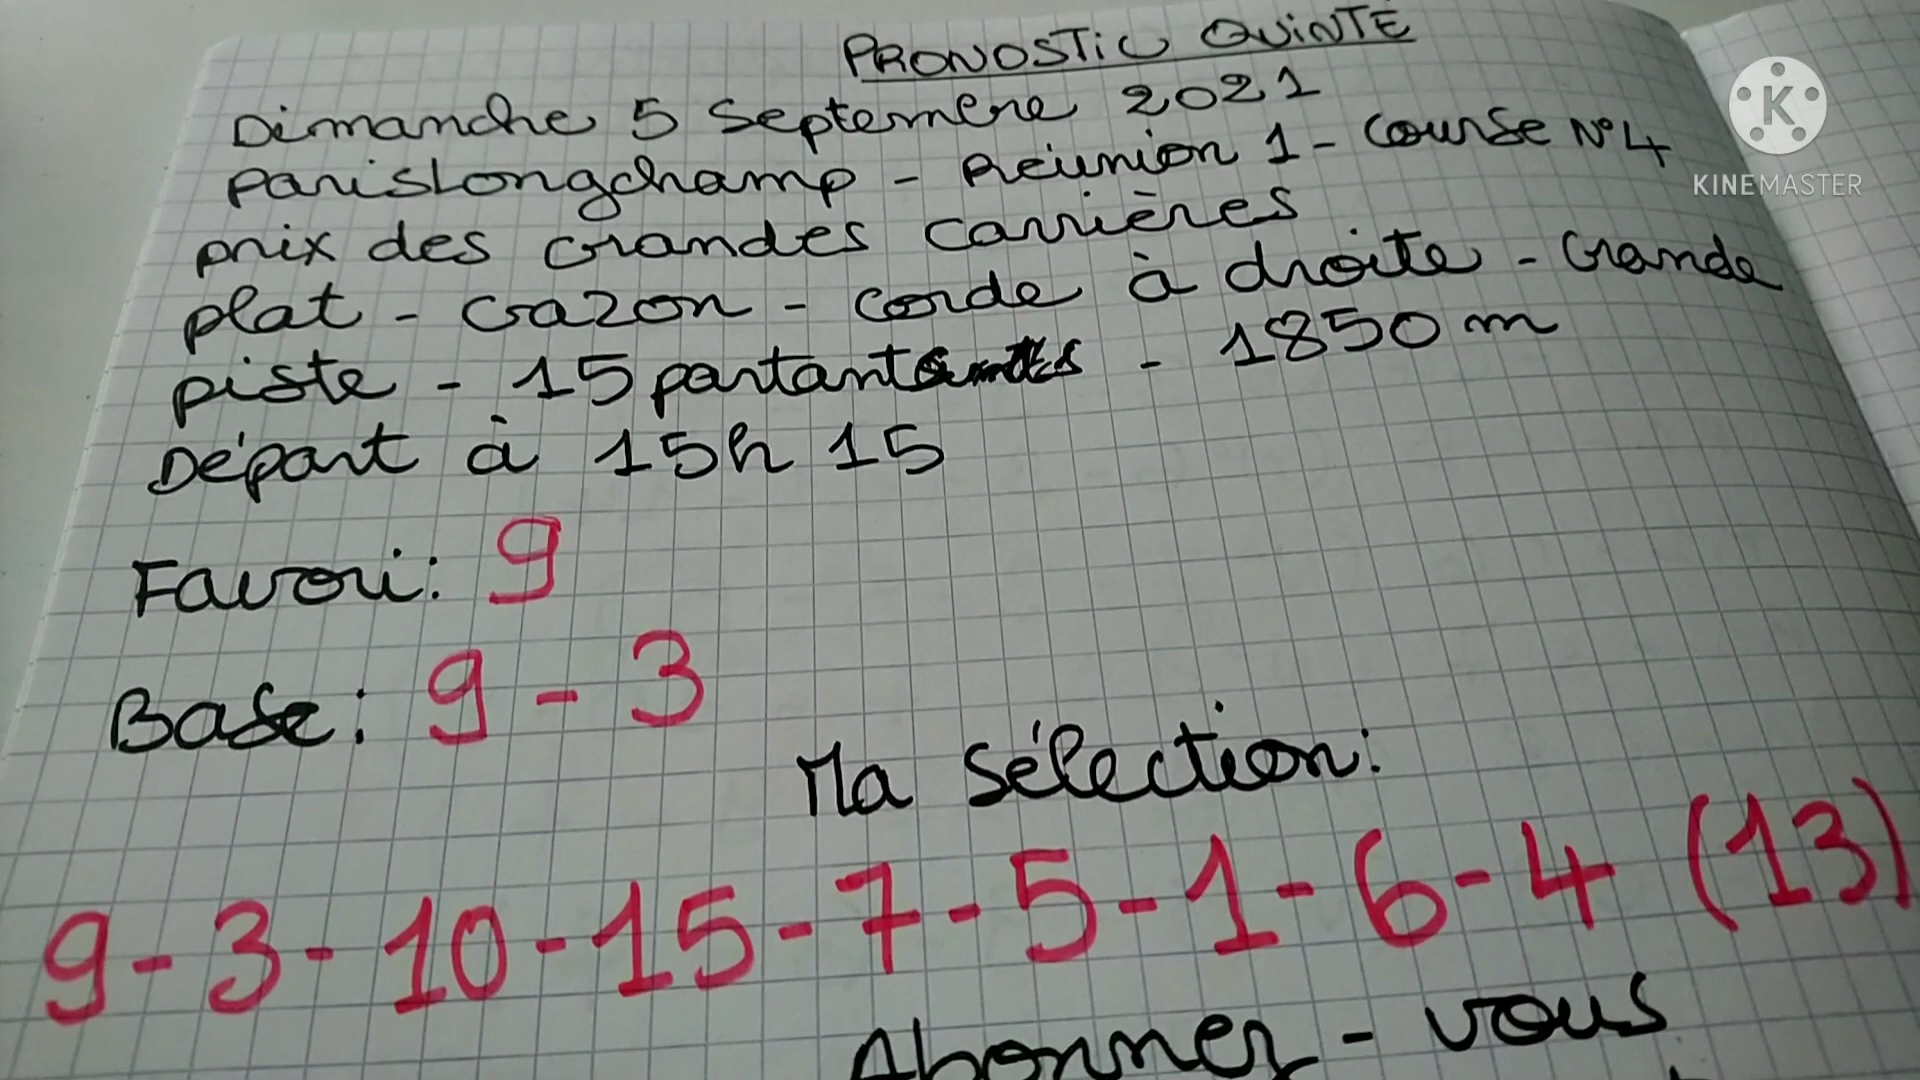 PRONOSTIC QUINTE
Dimanche 5 Septembre 2021
parisLongchamp - Réunion 1 - Course N°4
prix des Grandes Carrières
plat - Gazon - corde à droite - Grande
piste - 15 partants - 1850 m
Départ à 15h 15
Favori: 9
Base: 9 - 3
Ma Sélection:
9 - 3 - 10 - 15 - 7 - 5 - 1 - 6 - 4 (13)
Abonnez - vous
K
KINEMASTER